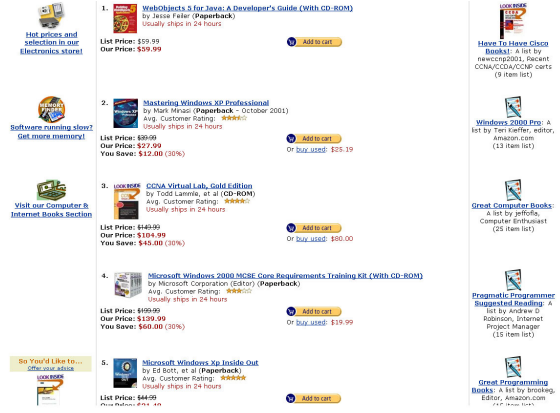 Hot prices and
selection in our
Electronics store!
MEMORY
FINDER
Software running slow?
Get more memory!
Visit our Computer &
Internet Books Section
So You'd Like to...
Offer your advice
LOOK INSIDE
1. WebObjects 5 for Java: A Developer's Guide (With CD-ROM)
by Jesse Feiler (Paperback)
Usually ships in 24 hours
List Price: $59.99
Our Price: $59.99
Add to cart
2. Mastering Windows XP Professional
by Mark Minasi (Paperback - October 2001)
Avg. Customer Rating:
Usually ships in 24 hours
List Price: $39.99
Our Price: $27.99
You Save: $12.00 (30%)
Add to cart
Or buy used: $25.19
3. LOOK INSIDE CCNA Virtual Lab, Gold Edition
by Todd Lammle, et al (CD-ROM)
Avg. Customer Rating:
Usually ships in 24 hours
List Price: $149.99
Our Price: $104.99
You Save: $45.00 (30%)
Add to cart
Or buy used: $80.00
4. Microsoft Windows 2000 MCSE Core Requirements Training Kit (With CD-ROM)
by Microsoft Corporation (Editor) (Paperback)
Avg. Customer Rating:
Usually ships in 24 hours
List Price: $199.99
Our Price: $139.99
You Save: $60.00 (30%)
Add to cart
Or buy used: $19.99
5. Microsoft Windows Xp Inside Out
by Ed Bott, et al (Paperback)
Avg. Customer Rating:
Usually ships in 24 hours
List Price: $44.99
Add to cart
LOOK INSIDE
Have To Have Cisco
Books!: A list by
newccnp2001, Recent
CCNA/CCDA/CCNP certs
(9 item list)
Windows 2000 Pro: A
list by Teri Kieffer, editor,
Amazon.com
(13 item list)
Great Computer Books:
A list by jeffofla,
Computer Enthusiast
(25 item list)
Pragmatic Programmer
Suggested Reading: A
list by Andrew D
Robinson, Internet
Project Manager
(15 item list)
Great Programming
Books: A list by brookeg,
Editor, Amazon.com